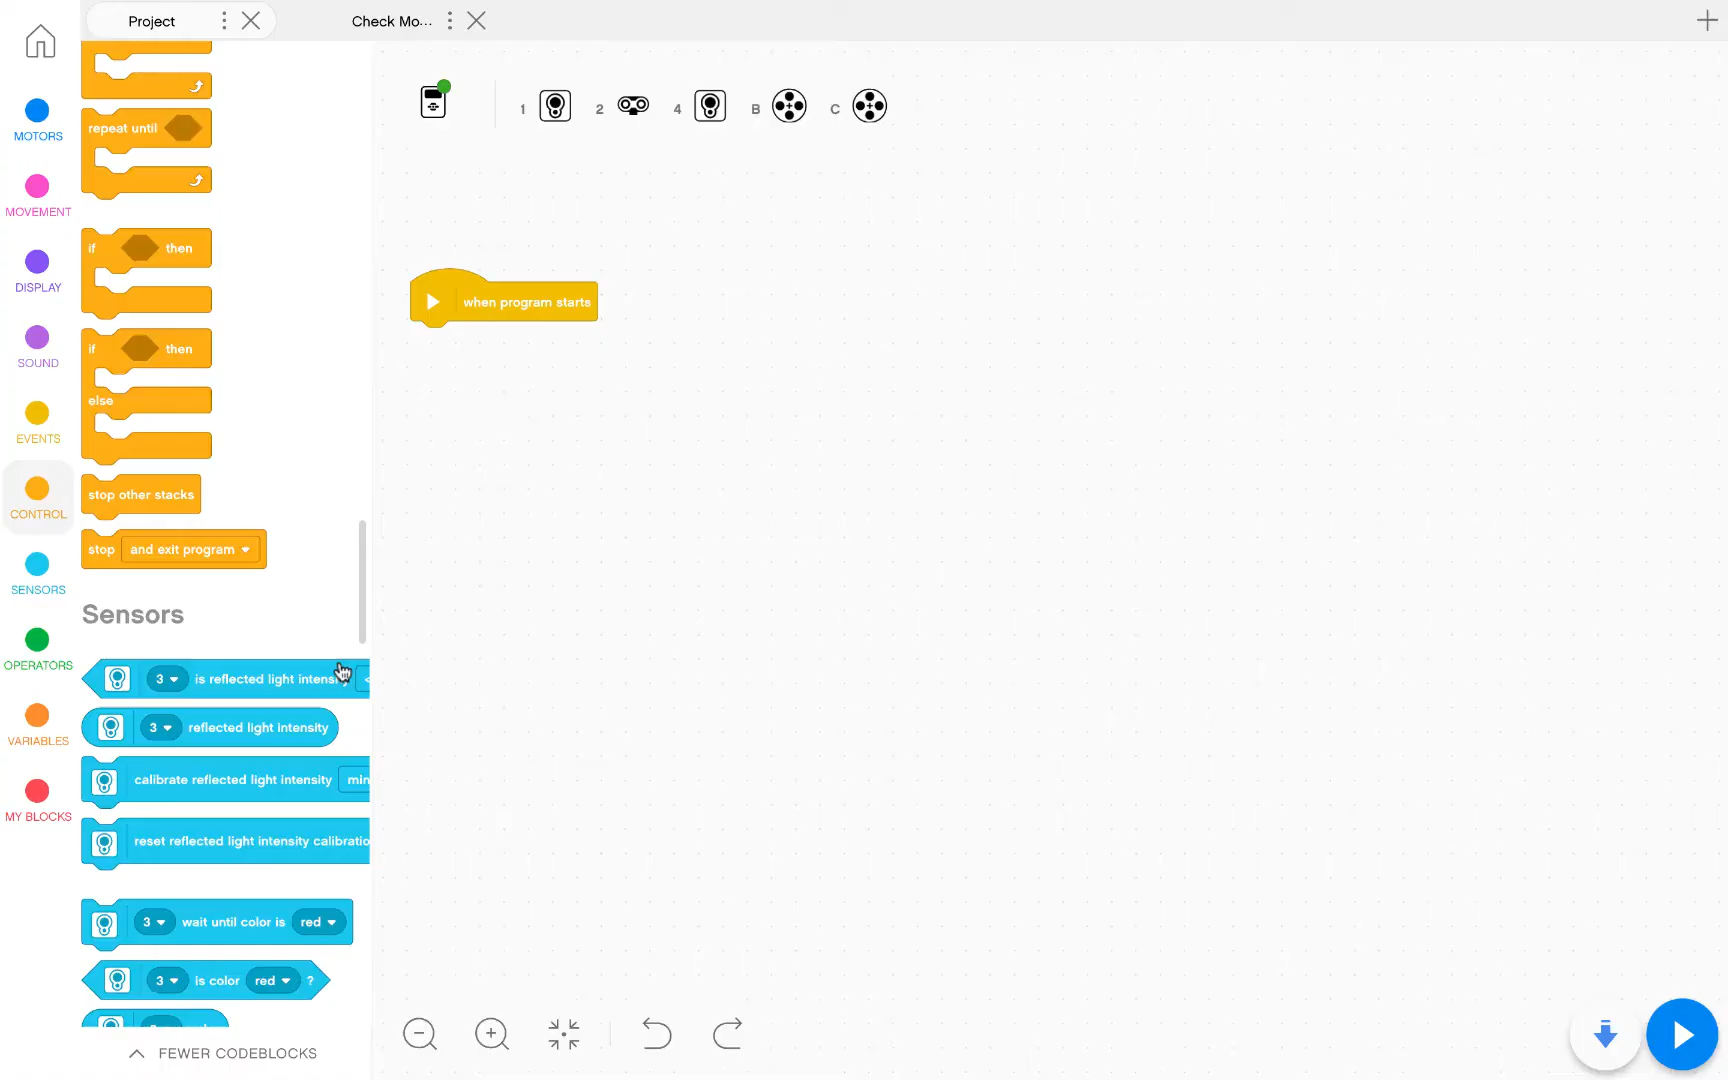 Project
Check Mo...
MOTORS
MOVEMENT
DISPLAY
SOUND
EVENTS
CONTROL
SENSORS
OPERATORS
VARIABLES
MY BLOCKS
repeat until
if then
if then
else
stop other stacks
stop and exit program
Sensors
3 is reflected light intensity <
3 reflected light intensity
calibrate reflected light intensity min
reset reflected light intensity calibratio
3 wait until color is red
3 is color red ?
FEWER CODEBLOCKS
1 2 4 B C
when program starts